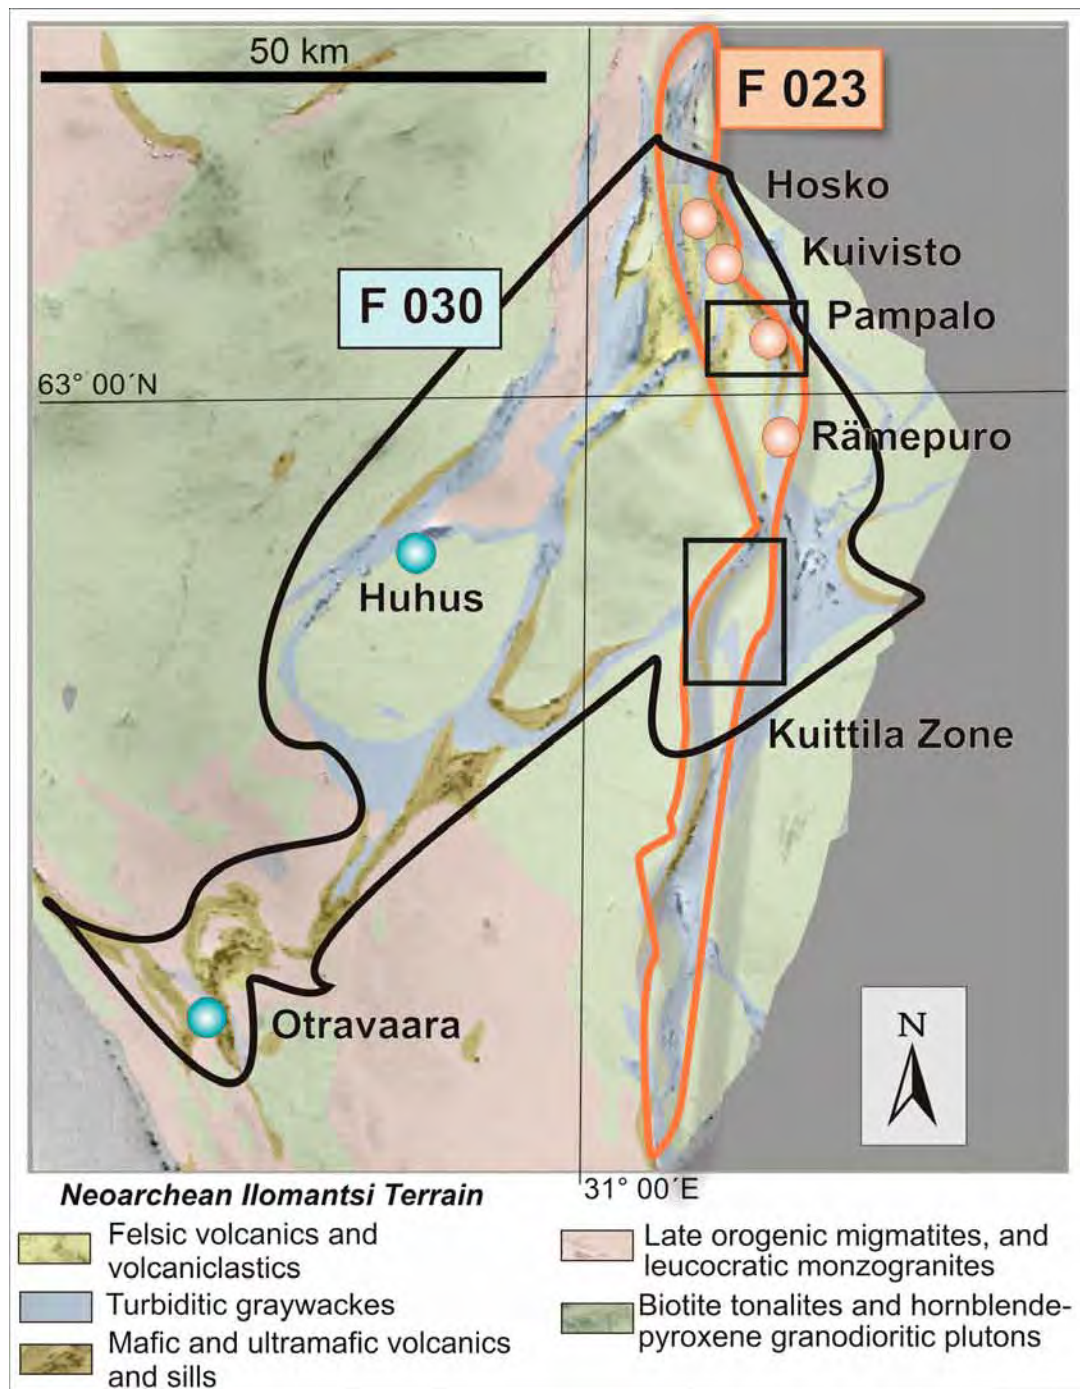 50 km
F 023
Hosko
Kuivisto
F 030
Pampalo
63° 00´N
Rämepuro
Huhus
Kuittila Zone
Otravaara
N
31° 00´E
Neoarchean Ilomantsi Terrain
Felsic volcanics and
volcaniclastics
Turbiditic graywackes
Mafic and ultramafic volcanics
and sills
Late orogenic migmatites, and
leucocratic monzogranites
Biotite tonalites and hornblende-
pyroxene granodioritic plutons